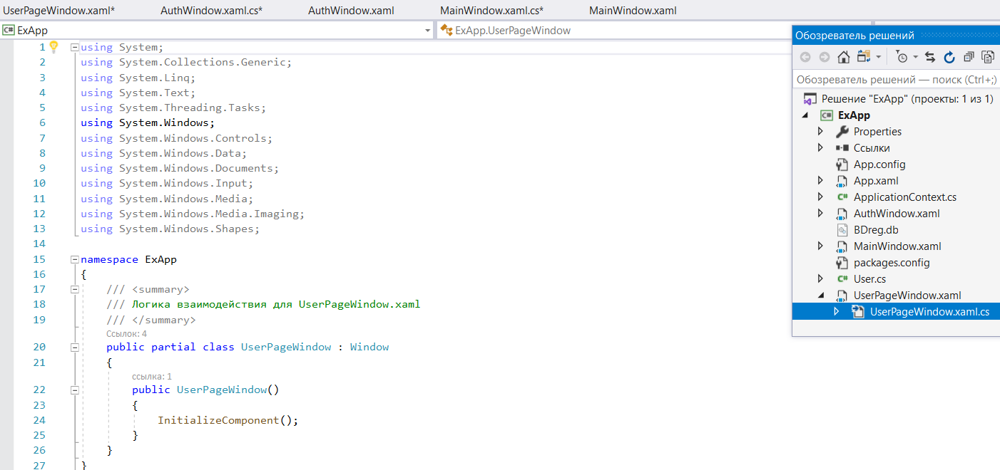 UserPageWindow.xaml* AuthWindow.xaml.cs* AuthWindow.xaml MainWindow.xaml.cs* MainWindow.xaml
C# ExApp ExApp.UserPageWindow
1 using System;
2 using System.Collections.Generic;
3 using System.Linq;
4 using System.Text;
5 using System.Threading.Tasks;
6 using System.Windows;
7 using System.Windows.Controls;
8 using System.Windows.Data;
9 using System.Windows.Documents;
10 using System.Windows.Input;
11 using System.Windows.Media;
12 using System.Windows.Media.Imaging;
13 using System.Windows.Shapes;
14
15 namespace ExApp
16 {
17 /// <summary>
18 /// Логика взаимодействия для UserPageWindow.xaml
19 /// </summary>
Ссылок: 4
20 public partial class UserPageWindow : Window
21 {
ссылка: 1
22 public UserPageWindow()
23 {
24 InitializeComponent();
25 }
26 }
27 }
Обозреватель решений
Обозреватель решений — поиск (Ctrl+;)
Решение "ExApp" (проекты: 1 из 1)
C# ExApp
Properties
Ссылки
App.config
App.xaml
C# ApplicationContext.cs
AuthWindow.xaml
BDreg.db
MainWindow.xaml
packages.config
C# User.cs
UserPageWindow.xaml
UserPageWindow.xaml.cs